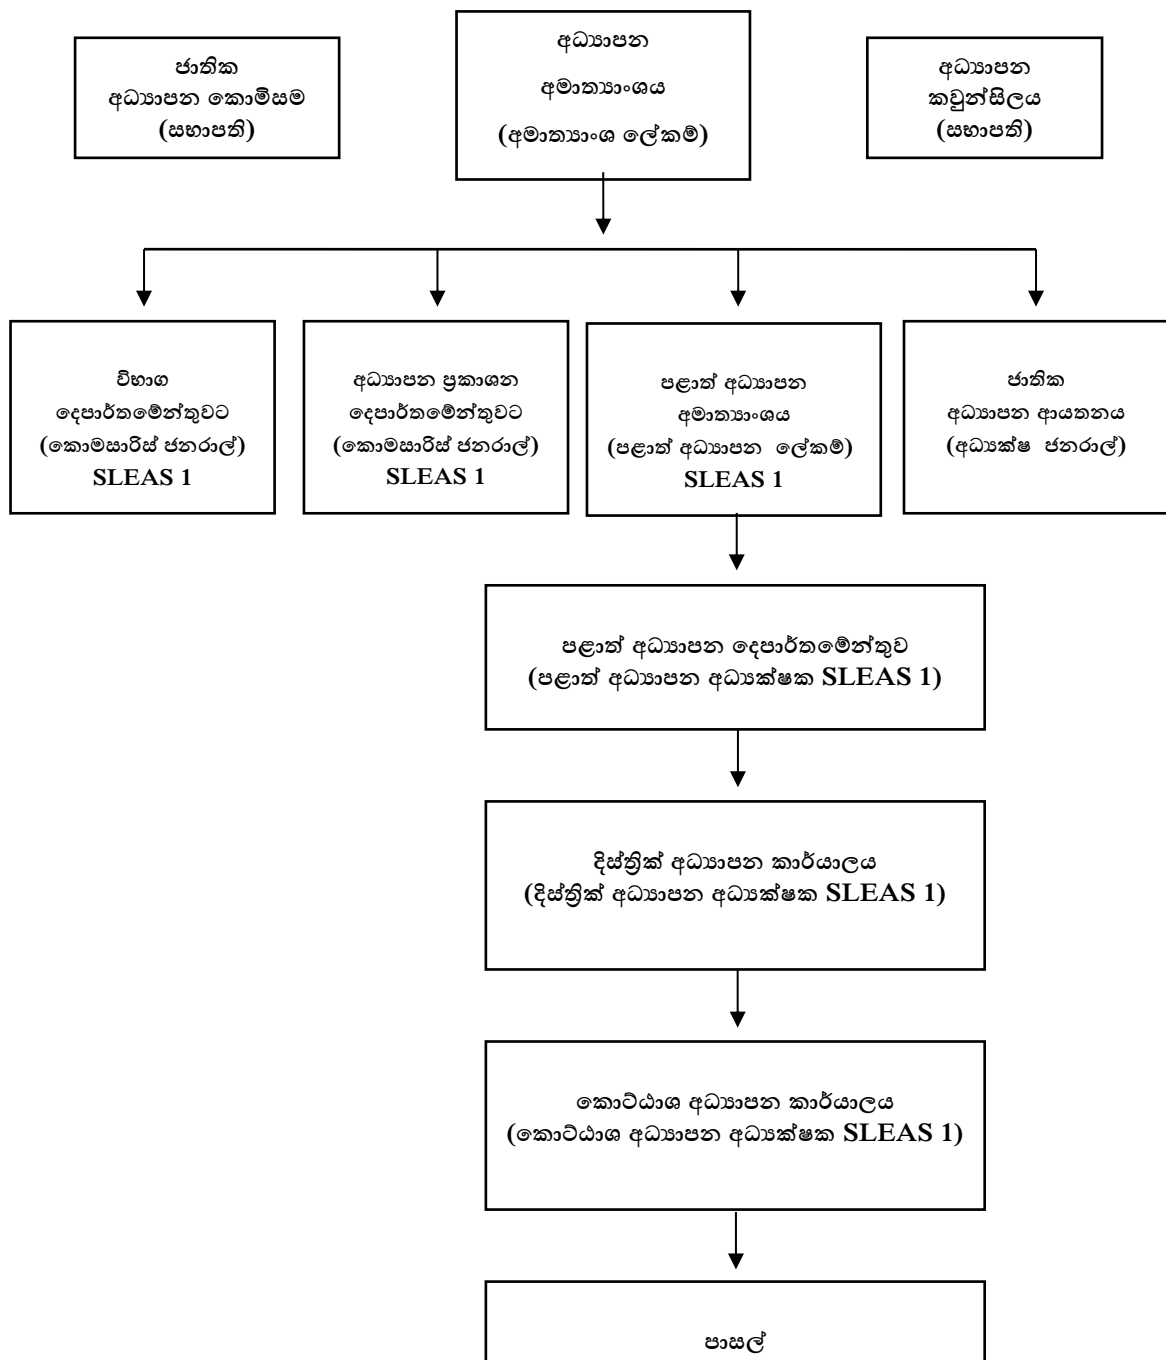 ජාතික
අධ්‍යාපන කොමිසම
(සභාපති)
අධ්‍යාපන
අමාත්‍යාංශය
(අමාත්‍යාංශ ලේකම්)
අධ්‍යාපන
කවුන්සිලය
(සභාපති)
විභාග
දෙපාර්තමේන්තුවට
(කොමසාරිස් ජනරාල්)
SLEAS 1
අධ්‍යාපන ප්‍රකාශන
දෙපාර්තමේන්තුවට
(කොමසාරිස් ජනරාල්)
SLEAS 1
පළාත් අධ්‍යාපන
අමාත්‍යාංශය
(පළාත් අධ්‍යාපන ලේකම්)
SLEAS 1
ජාතික
අධ්‍යාපන ආයතනය
(අධ්‍යක්ෂ ජනරාල්)
පළාත් අධ්‍යාපන දෙපාර්තමේන්තුව
(පළාත් අධ්‍යාපන අධ්‍යක්ෂක SLEAS 1)
දිස්ත්‍රික් අධ්‍යාපන කාර්යාලය
(දිස්ත්‍රික් අධ්‍යාපන අධ්‍යක්ෂක SLEAS 1)
කොට්ඨාශ අධ්‍යාපන කාර්යාලය
(කොට්ඨාශ අධ්‍යාපන අධ්‍යක්ෂක SLEAS 1)
පාසල්